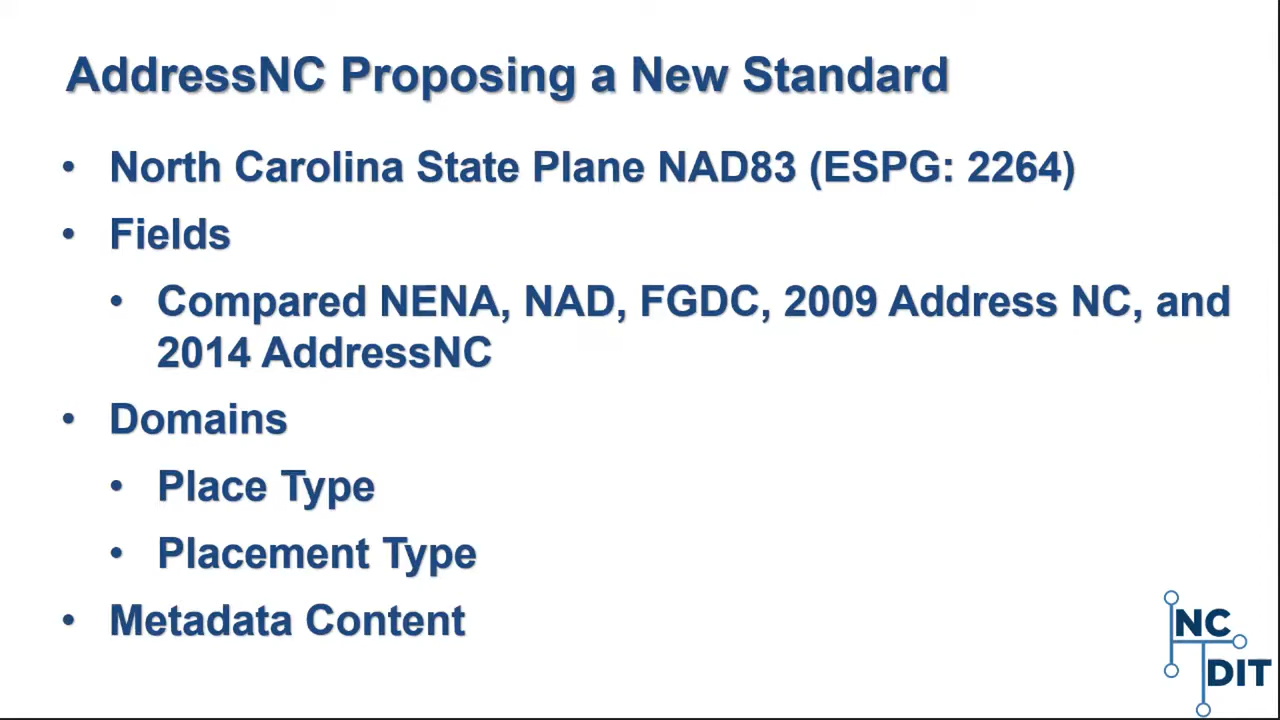 AddressNC Proposing a New Standard
• North Carolina State Plane NAD83 (ESPG: 2264)
• Fields
• Compared NENA, NAD, FGDC, 2009 Address NC, and
2014 AddressNC
• Domains
• Place Type
• Placement Type
• Metadata Content
NC
DIT